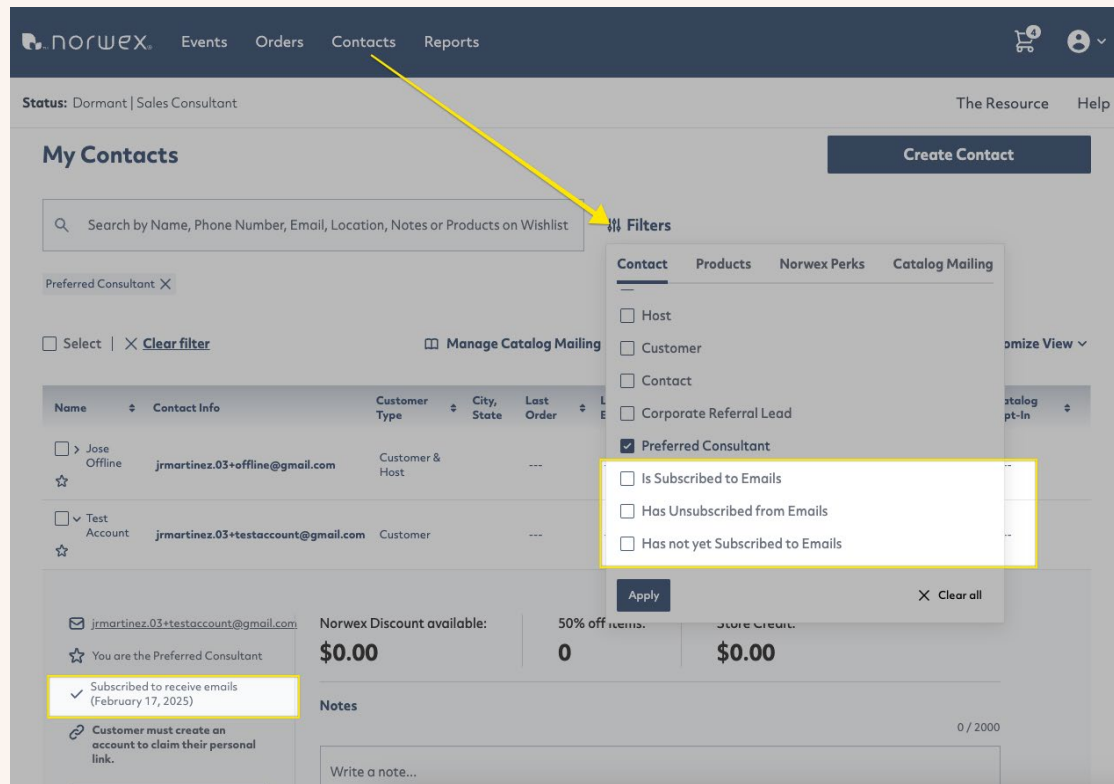 norwex
Events Orders Contacts Reports
4
Status: Dormant | Sales Consultant
The Resource Help
My Contacts
Create Contact
Search by Name, Phone Number, Email, Location, Notes or Products on Wishlist
Filters
Contact Products Norwex Perks Catalog Mailing
Preferred Consultant
Host
Select | Clear filter
Manage Catalog Mailing
Customer
omize View
Contact
Name Contact Info Customer Type City, State Last Order
Corporate Referral Lead
Preferred Consultant
Jose Offline
jrmartinez.03+offline@gmail.com
Customer & Host
---
Is Subscribed to Emails
Has Unsubscribed from Emails
Has not yet Subscribed to Emails
Test Account
jrmartinez.03+testaccount@gmail.com
Customer
---
Apply
Clear all
jrmartinez.03+testaccount@gmail.com
You are the Preferred Consultant
Subscribed to receive emails
(February 17, 2025)
Customer must create an
account to claim their personal
link.
Norwex Discount available:
$0.00
50% off items:
0
Store Credit:
$0.00
Notes
0 / 2000
Write a note...